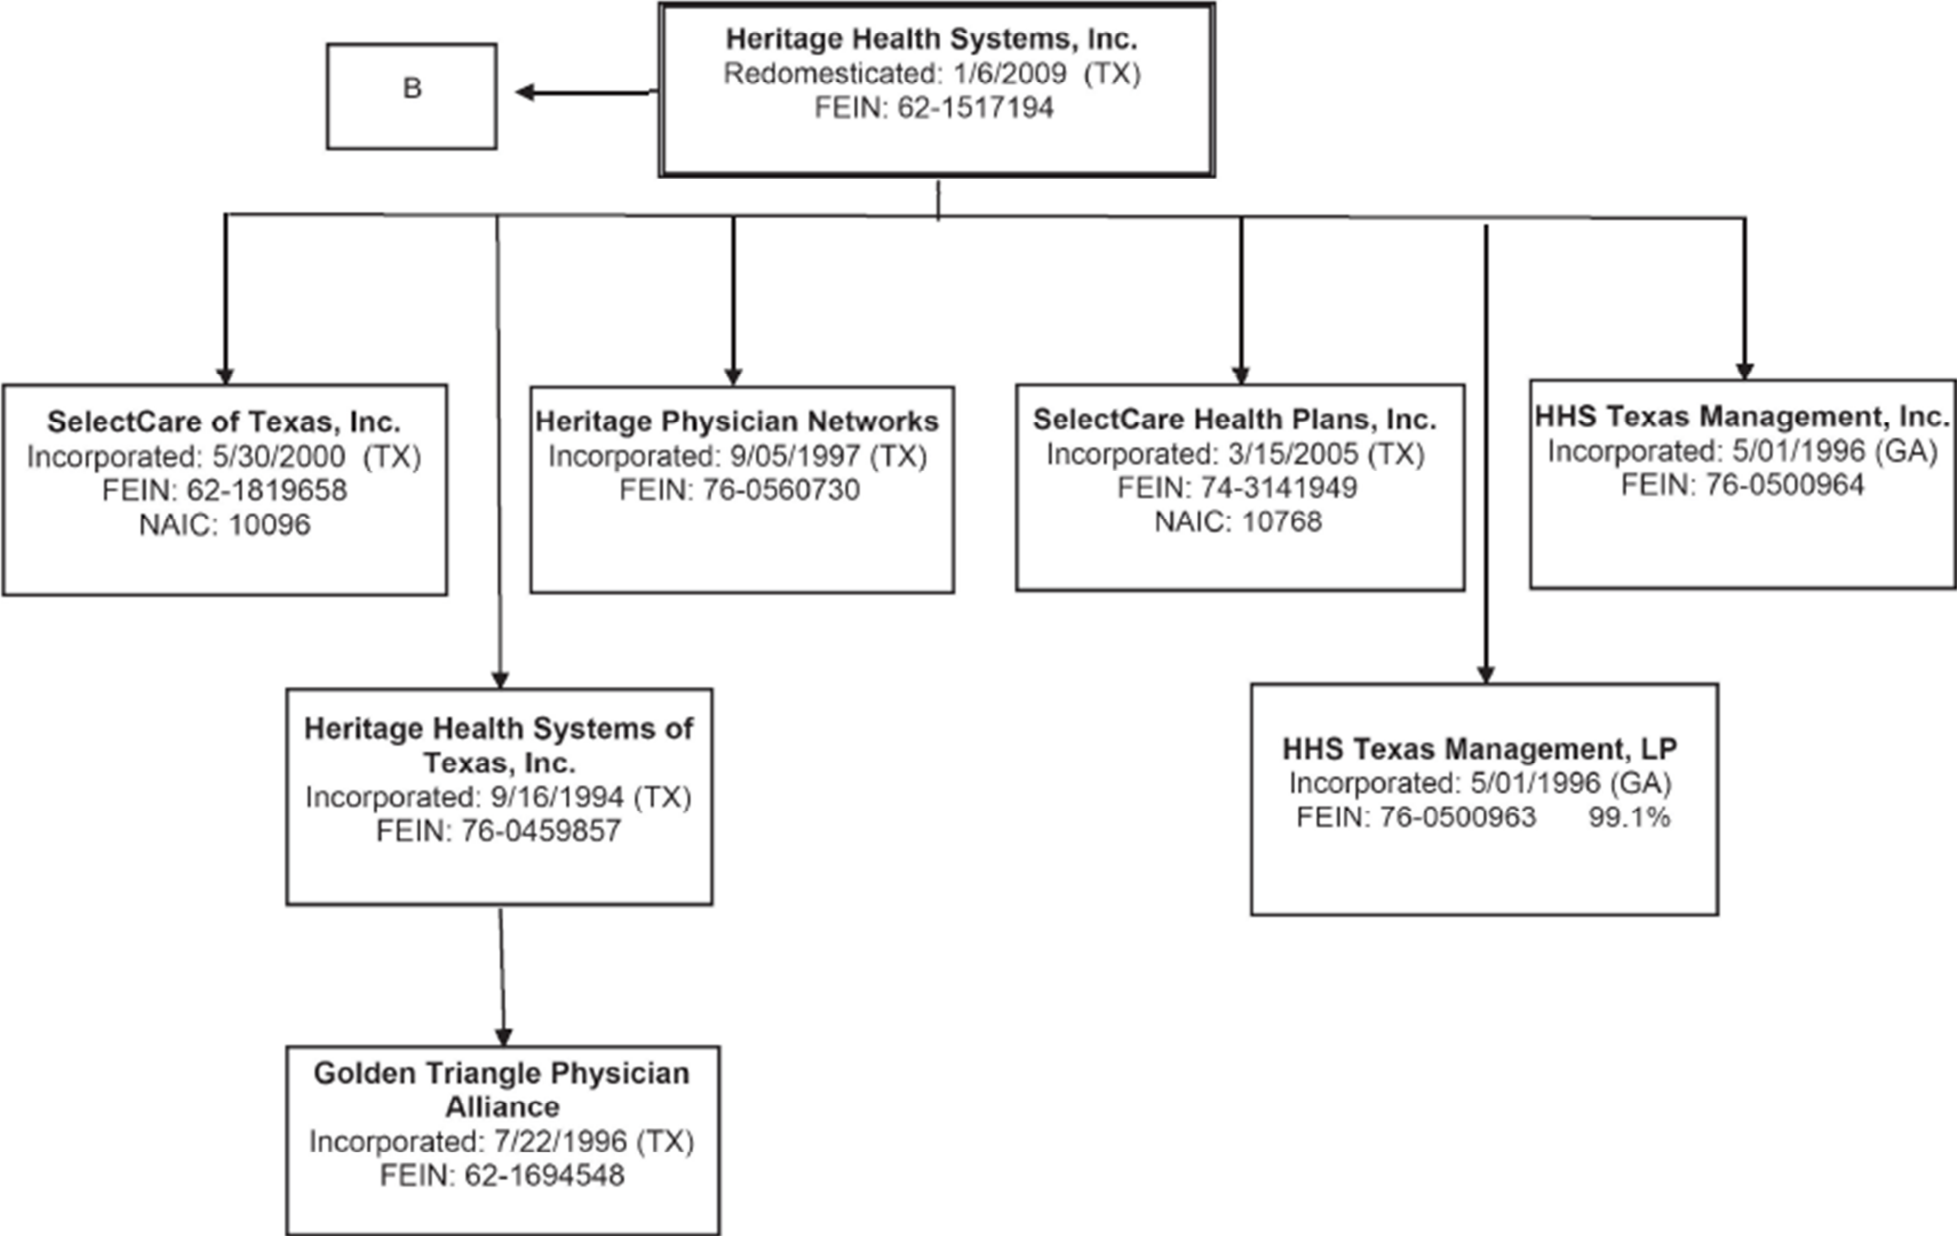 B
Heritage Health Systems, Inc.
Redomesticated: 1/6/2009 (TX)
FEIN: 62-1517194
SelectCare of Texas, Inc.
Incorporated: 5/30/2000 (TX)
FEIN: 62-1819658
NAIC: 10096
Heritage Physician Networks
Incorporated: 9/05/1997 (TX)
FEIN: 76-0560730
SelectCare Health Plans, Inc.
Incorporated: 3/15/2005 (TX)
FEIN: 74-3141949
NAIC: 10768
HHS Texas Management, Inc.
Incorporated: 5/01/1996 (GA)
FEIN: 76-0500964
Heritage Health Systems of
Texas, Inc.
Incorporated: 9/16/1994 (TX)
FEIN: 76-0459857
HHS Texas Management, LP
Incorporated: 5/01/1996 (GA)
FEIN: 76-0500963 99.1%
Golden Triangle Physician
Alliance
Incorporated: 7/22/1996 (TX)
FEIN: 62-1694548